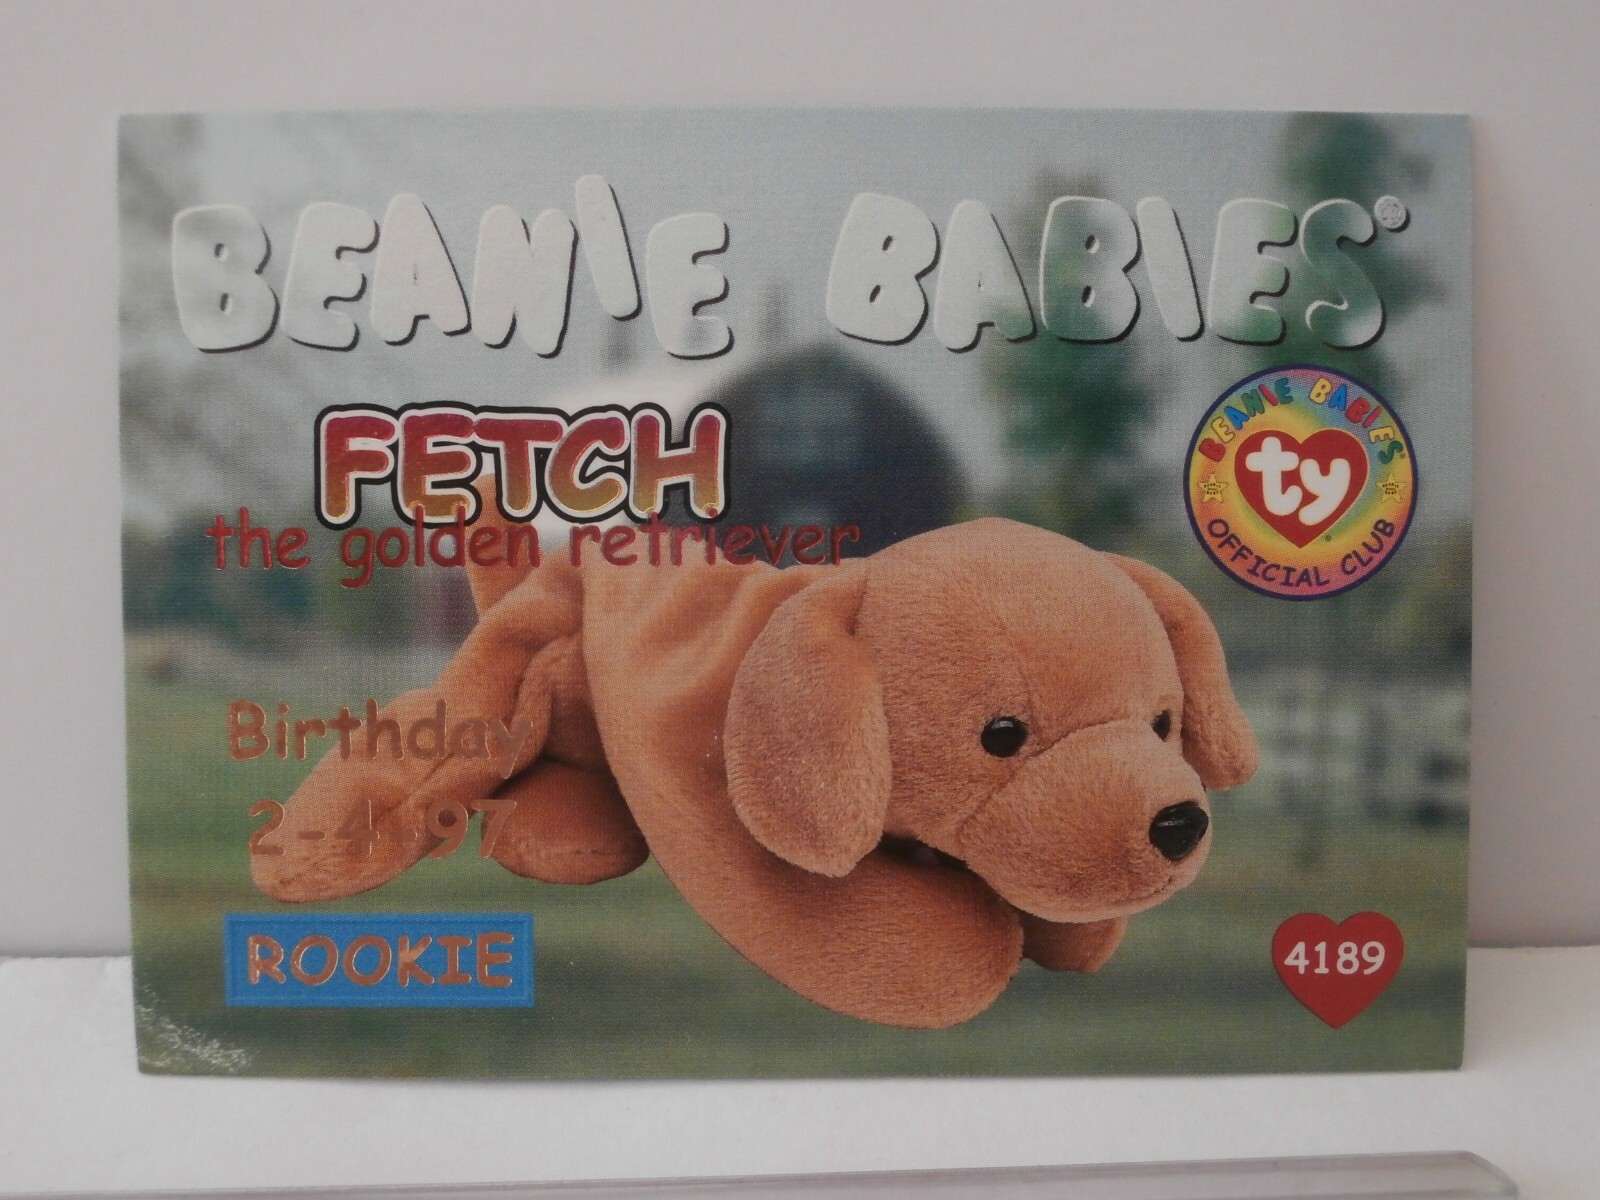 BEANIE BABIES®
FETCH
the golden retriever
BEANIE BABIES®
ty
OFFICIAL CLUB
Birthday
2-4-97
ROOKIE
4189